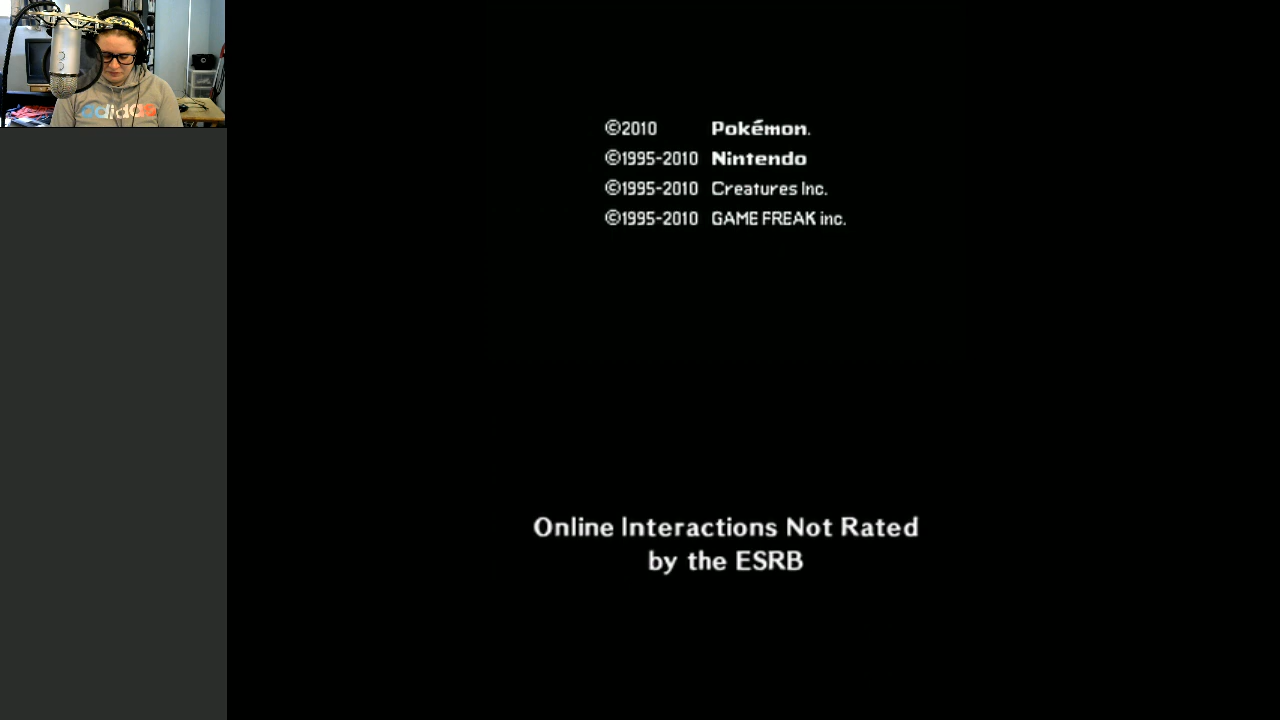 adidas
©2010 Pokémon.
©1995-2010 Nintendo
©1995-2010 Creatures Inc.
©1995-2010 GAME FREAK inc.
Online Interactions Not Rated
by the ESRB